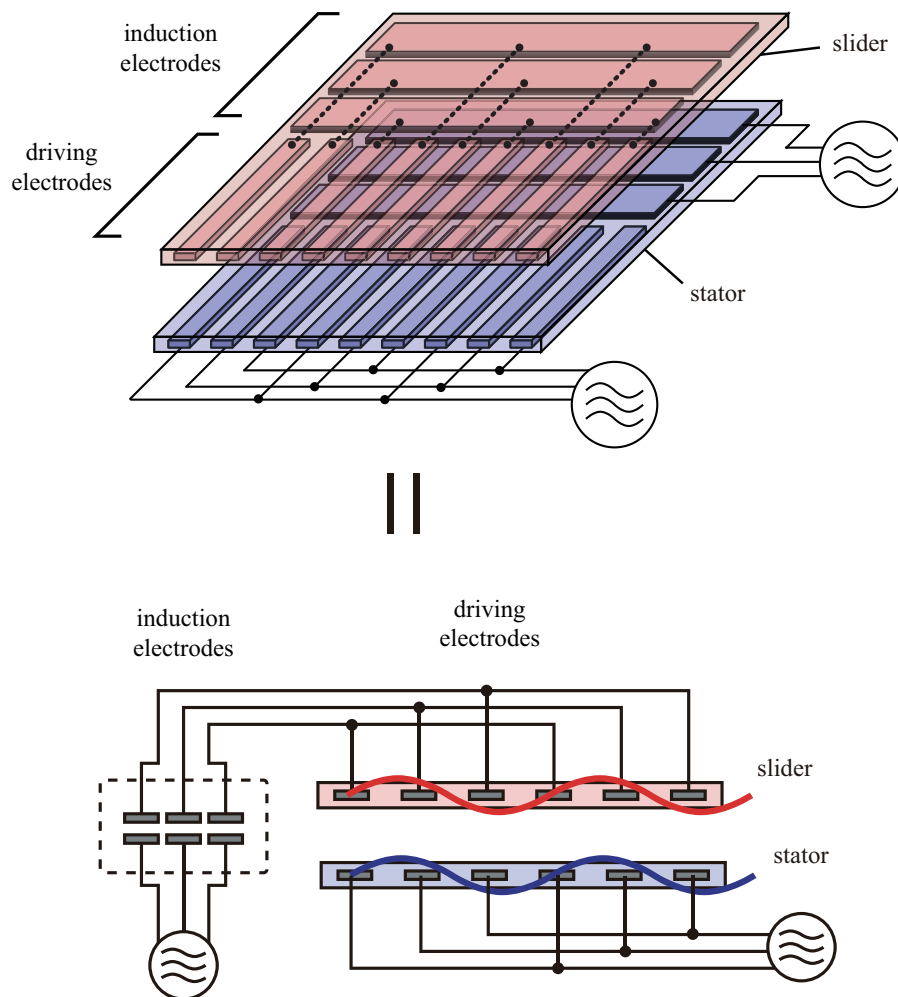 induction
electrodes
slider
driving
electrodes
stator
induction
electrodes
driving
electrodes
slider
stator